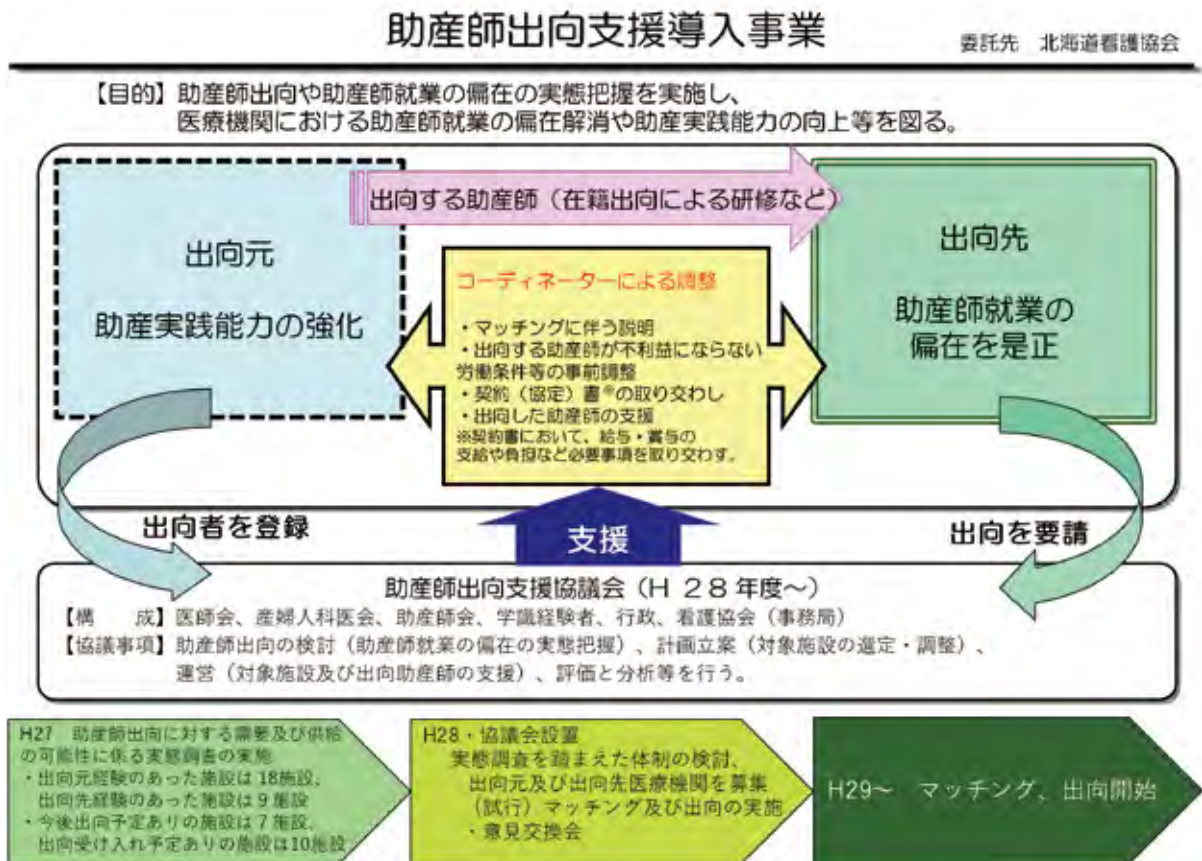 助産師出向支援導入事業
委託先　北海道看護協会
【目的】助産師出向や助産師就業の偏在の実態把握を実施し、
医療機関における助産師就業の偏在解消や助産実践能力の向上等を図る。
出向する助産師（在籍出向による研修など）
出向元
助産実践能力の強化
コーディネーターによる調整
・マッチングに伴う説明
・出向する助産師が不利益にならない
労働条件等の事前調整
・契約（協定）書※の取り交わし
・出向した助産師の支援
※契約書において、給与・賞与の
支給や負担など必要事項を取り交わす。
出向先
助産師就業の
偏在を是正
出向者を登録
支援
出向を要請
助産師出向支援協議会（H 28年度～）
【構　成】医師会、産婦人科医会、助産師会、学識経験者、行政、看護協会（事務局）
【協議事項】助産師出向の検討（助産師就業の偏在の実態把握）、計画立案（対象施設の選定・調整）、
運営（対象施設及び出向助産師の支援）、評価と分析等を行う。
H27　助産師出向に対する需要及び供給
の可能性に係る実態調査の実施
・出向元経験のあった施設は18施設、
出向先経験のあった施設は９施設
・今後出向予定ありの施設は７施設、
出向受け入れ予定ありの施設は10施設
H28・協議会設置
実態調査を踏まえた体制の検討、
出向元及び出向先医療機関を募集
（試行）マッチング及び出向の実施
・意見交換会
H29～　マッチング、出向開始